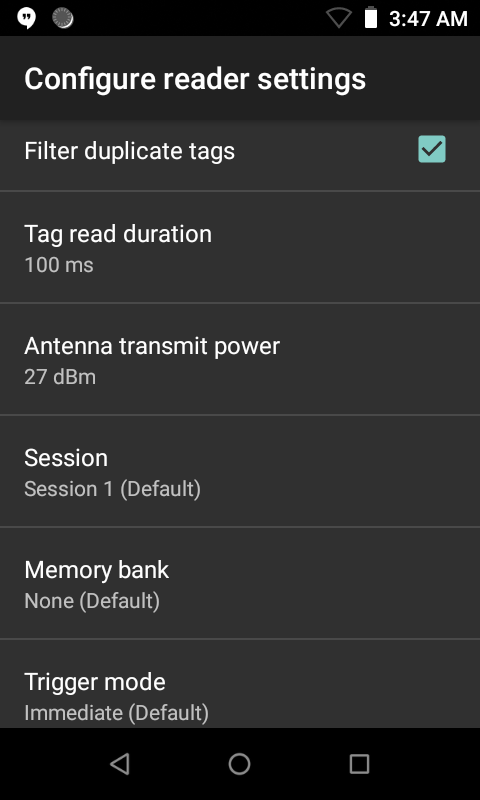 3:47 AM
Configure reader settings
Filter duplicate tags
Tag read duration
100 ms
Antenna transmit power
27 dBm
Session
Session 1 (Default)
Memory bank
None (Default)
Trigger mode
Immediate (Default)